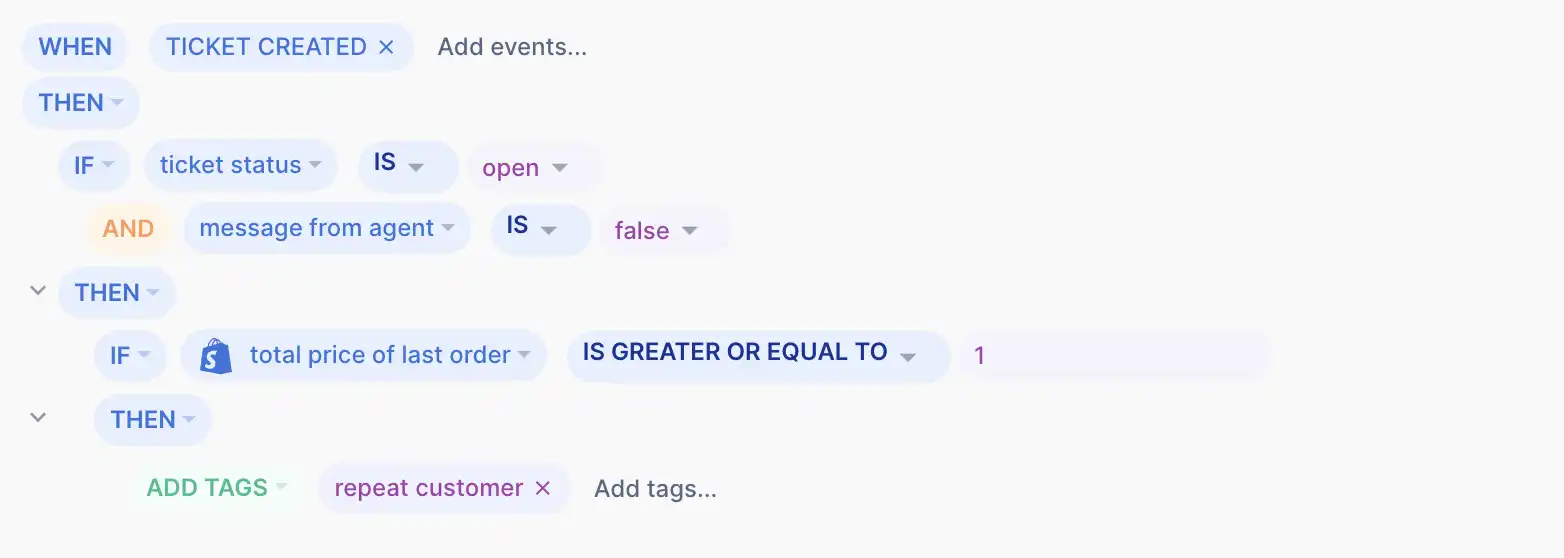 WHEN TICKET CREATED × Add events...
THEN
IF ticket status IS open
AND message from agent IS false
THEN
IF total price of last order IS GREATER OR EQUAL TO 1
THEN
ADD TAGS repeat customer × Add tags...